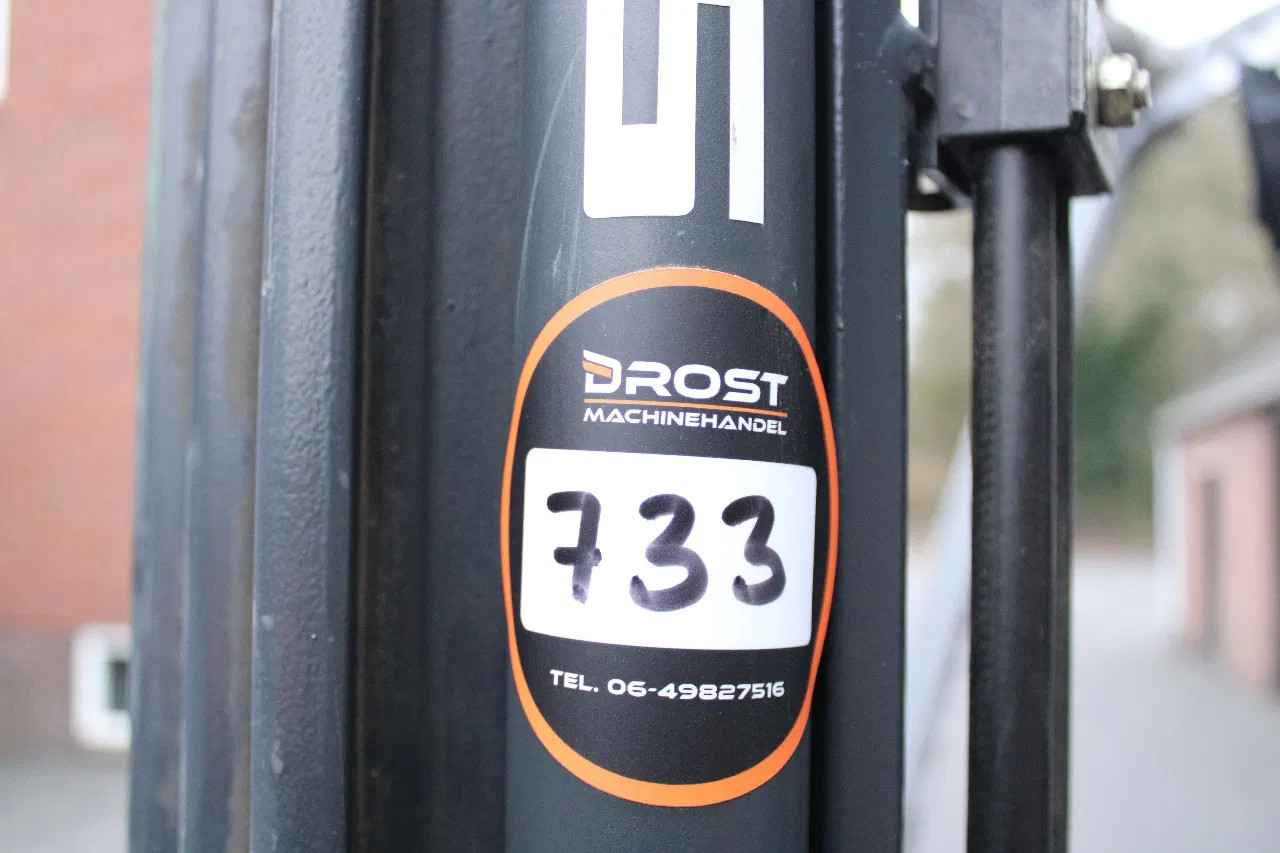 DROST
MACHINEHANDEL
733
TEL. 06-49827516